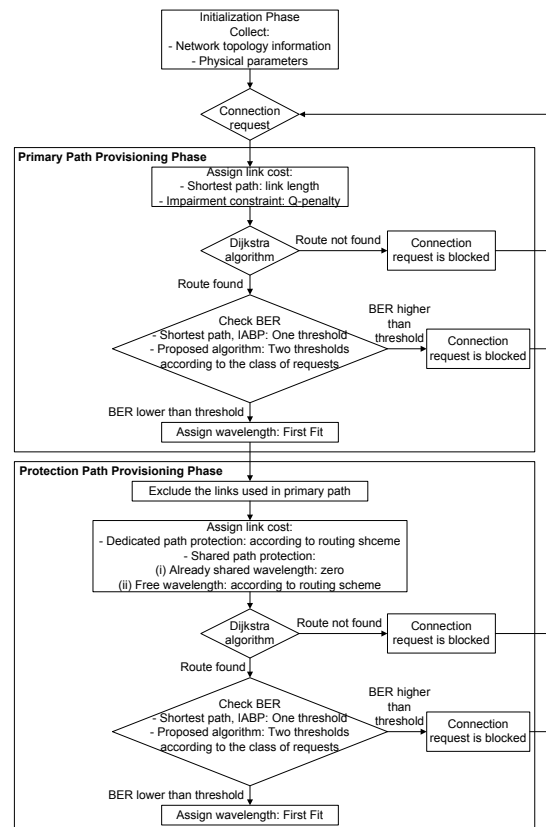 Initialization Phase
Collect:
- Network topology information
- Physical parameters
Connection
request
Primary Path Provisioning Phase
Assign link cost:
- Shortest path: link length
- Impairment constraint: Q-penalty
Dijkstra
algorithm
Route not found
Connection
request is blocked
Route found
Check BER
- Shortest path, IABP: One threshold
- Proposed algorithm: Two thresholds
according to the class of requests
BER higher
than
threshold
Connection
request is blocked
BER lower than threshold
Assign wavelength: First Fit
Protection Path Provisioning Phase
Exclude the links used in primary path
Assign link cost:
- Dedicated path protection: according to routing shceme
- Shared path protection:
(i) Already shared wavelength: zero
(ii) Free wavelength: according to routing scheme
Dijkstra
algorithm
Route not found
Connection
request is blocked
Route found
Check BER
- Shortest path, IABP: One threshold
- Proposed algorithm: Two thresholds
according to the class of requests
BER higher
than
threshold
Connection
request is blocked
BER lower than threshold
Assign wavelength: First Fit